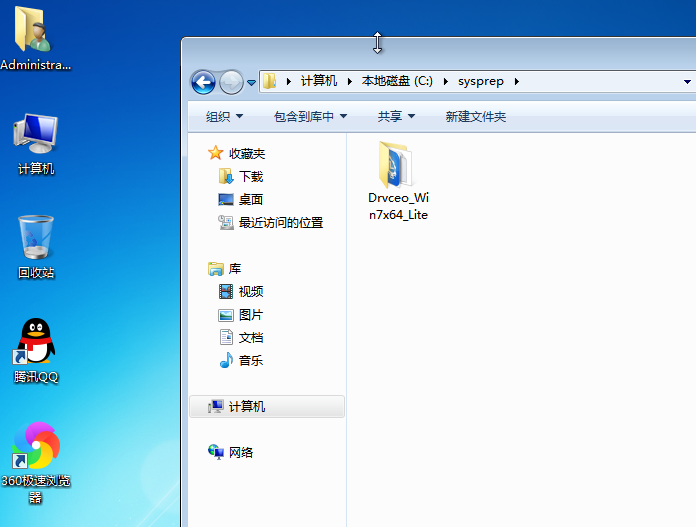 Administra...
计算机
回收站
腾讯QQ
360极速浏览
器
计算机 本地磁盘 (C:) sysprep
组织 包含到库中 共享 新建文件夹
收藏夹
下载
桌面
最近访问的位置
库
视频
图片
文档
音乐
计算机
网络
Drvceo_Wi
n7x64_Lite